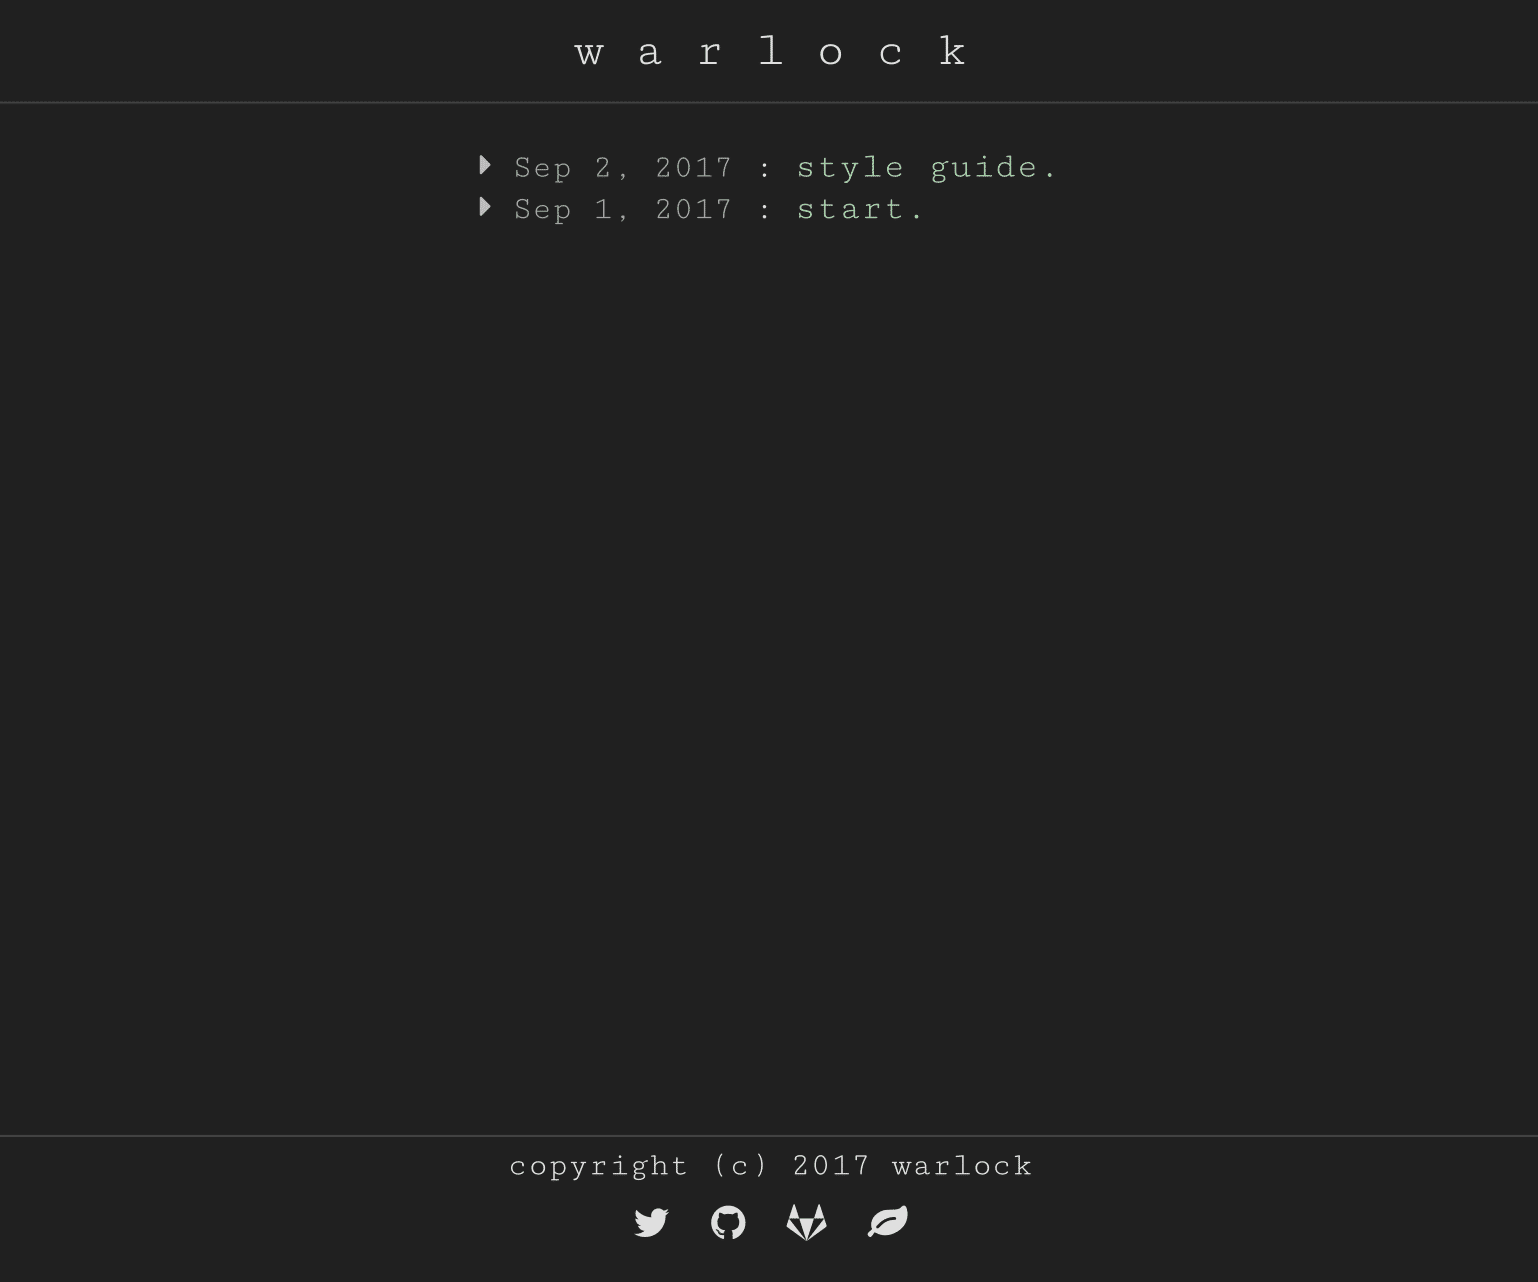 w a r l o c k
Sep 2, 2017 : style guide.
Sep 1, 2017 : start.
copyright (c) 2017 warlock